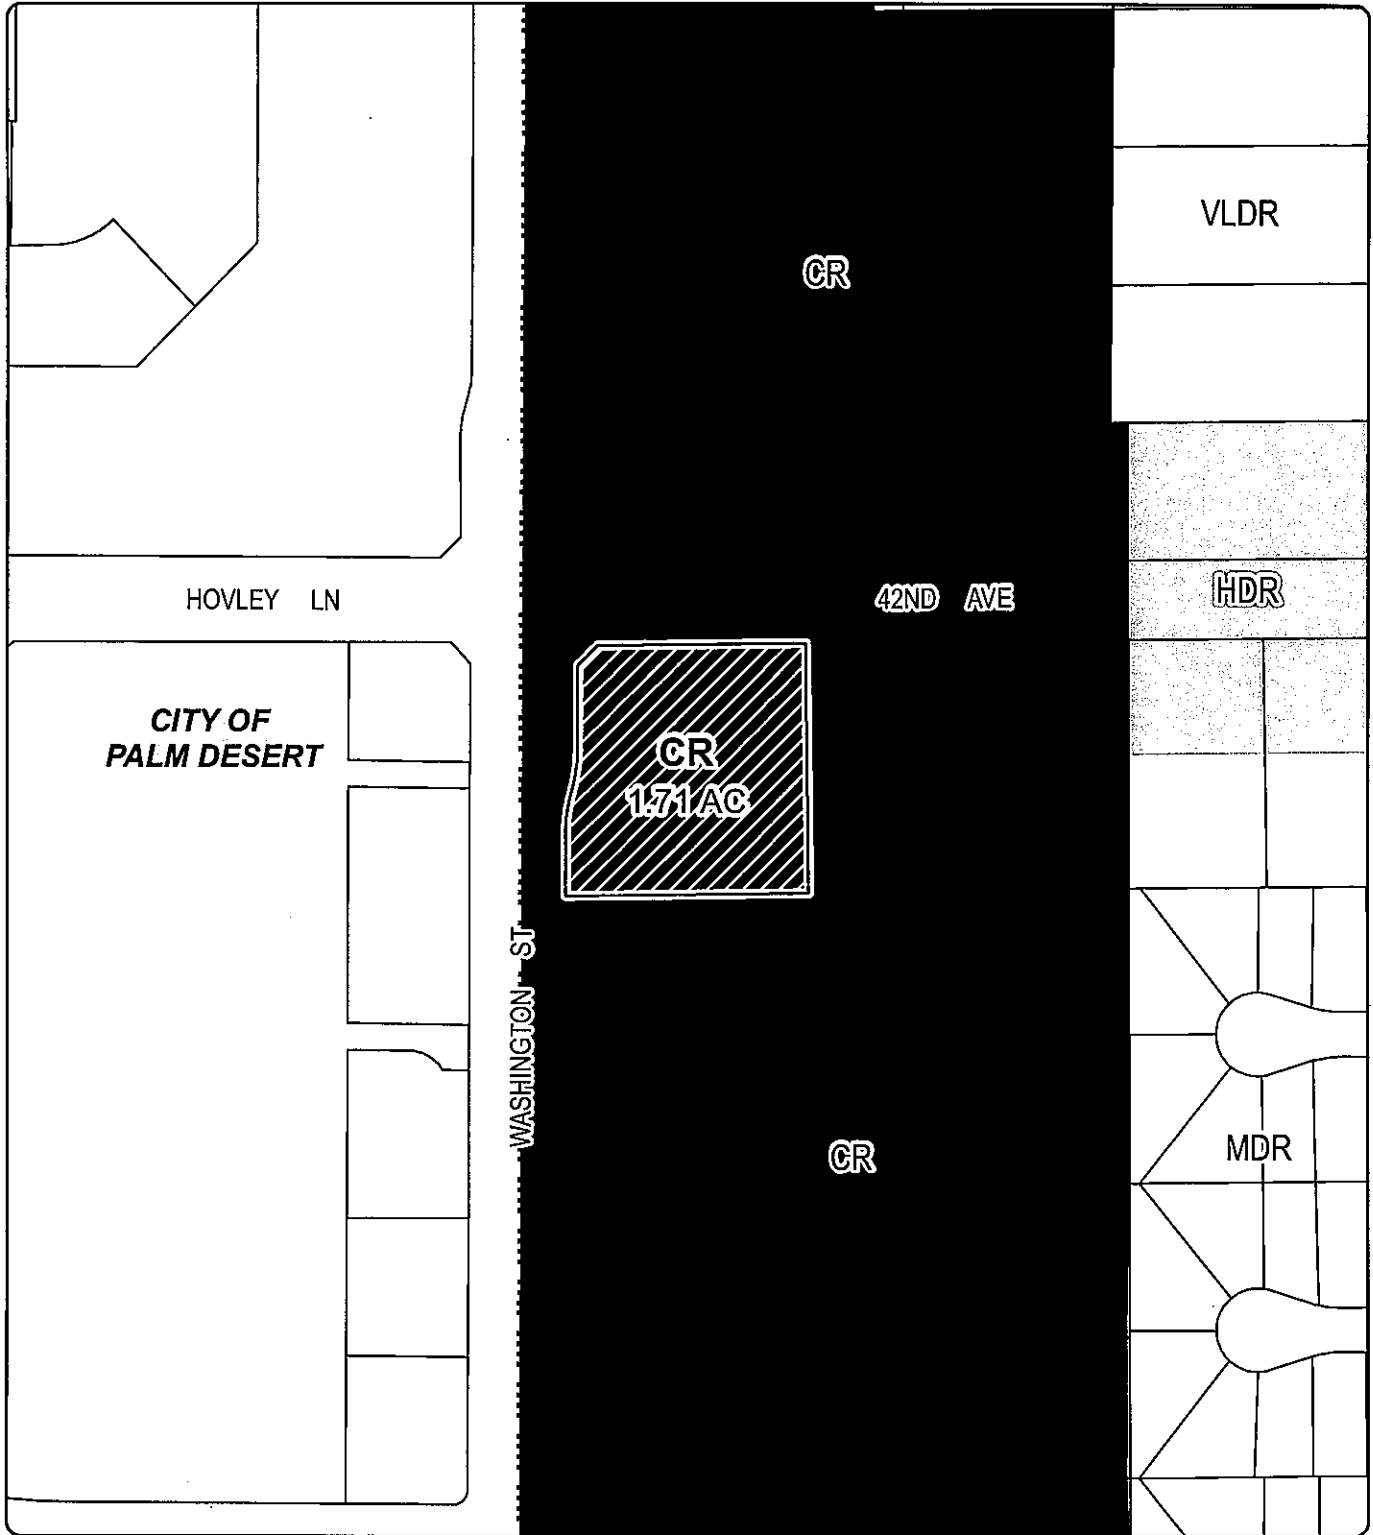 VLDR
CR
HOVLEY LN
42ND AVE
HDR
CITY OF
PALM DESERT
CR
1.71 AC
WASHINGTON ST
MDR
CR